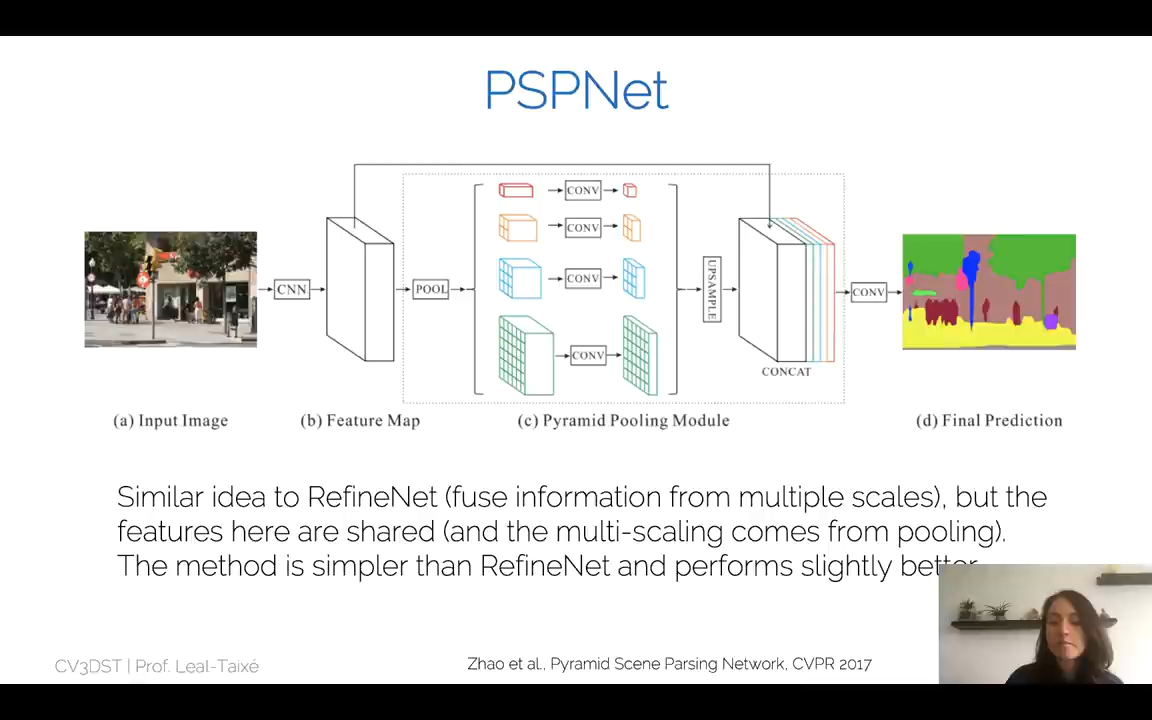 PSPNet
CNN
POOL
CONV
CONV
CONV
CONV
UPSAMPLE
CONCAT
CONV
(a) Input Image
(b) Feature Map
(c) Pyramid Pooling Module
(d) Final Prediction
Similar idea to RefineNet (fuse information from multiple scales), but the
features here are shared (and the multi-scaling comes from pooling).
The method is simpler than RefineNet and performs slightly better.
CV3DST | Prof. Leal-Taixé
Zhao et al., Pyramid Scene Parsing Network, CVPR 2017